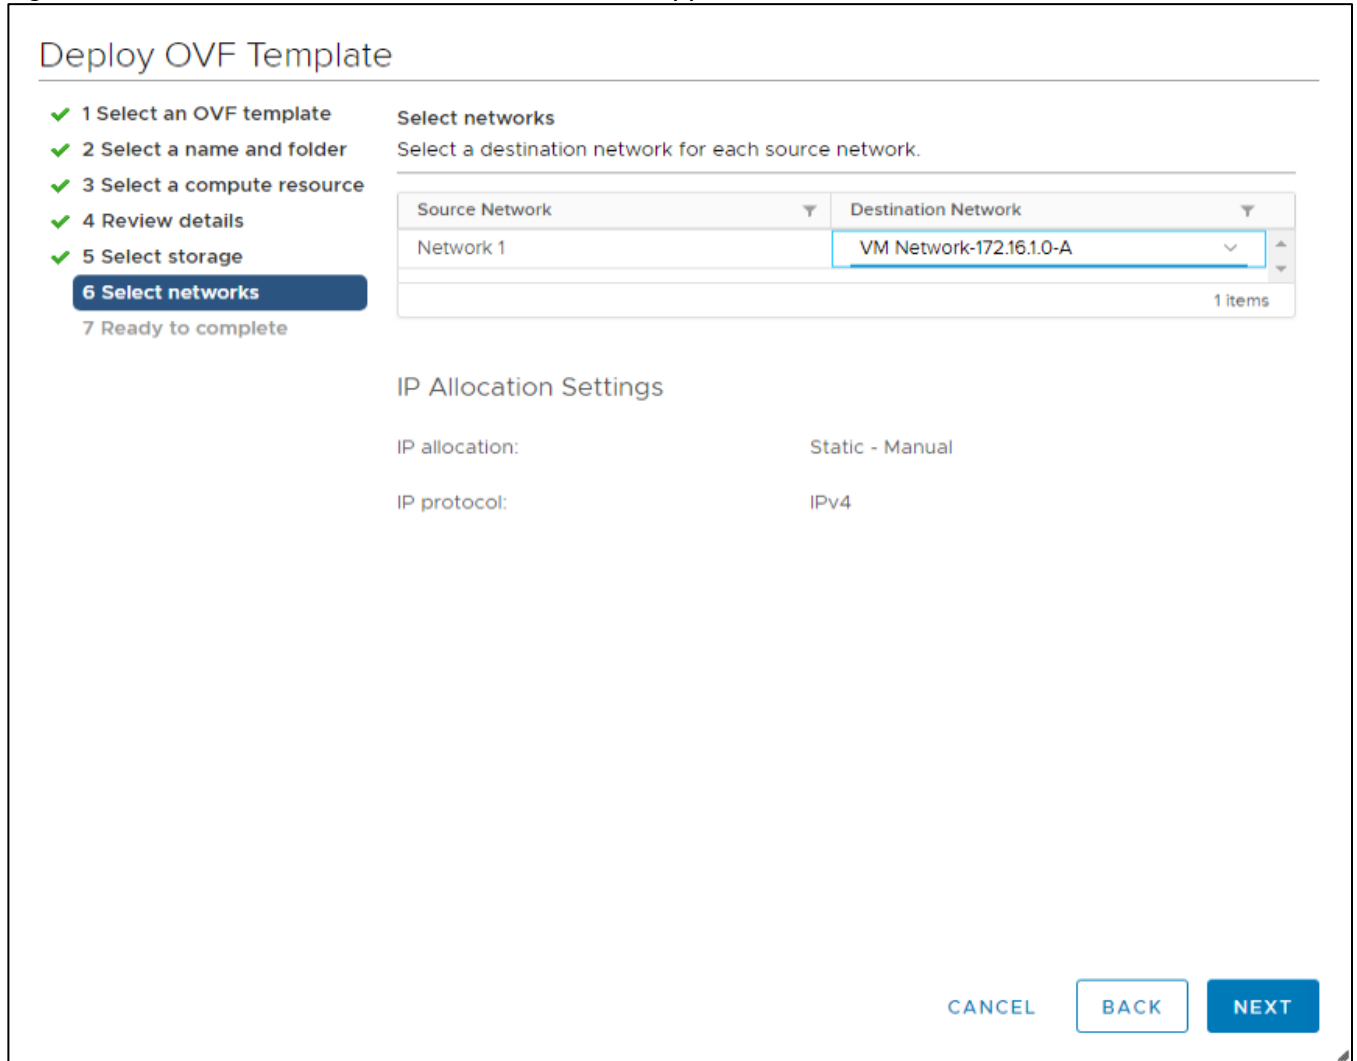 Deploy OVF Template
1 Select an OVF template
2 Select a name and folder
3 Select a compute resource
4 Review details
5 Select storage
6 Select networks
7 Ready to complete
Select networks
Select a destination network for each source network.
Source Network Destination Network
Network 1 VM Network-172.16.1.0-A
1 items
IP Allocation Settings
IP allocation: Static - Manual
IP protocol: IPv4
CANCEL BACK NEXT